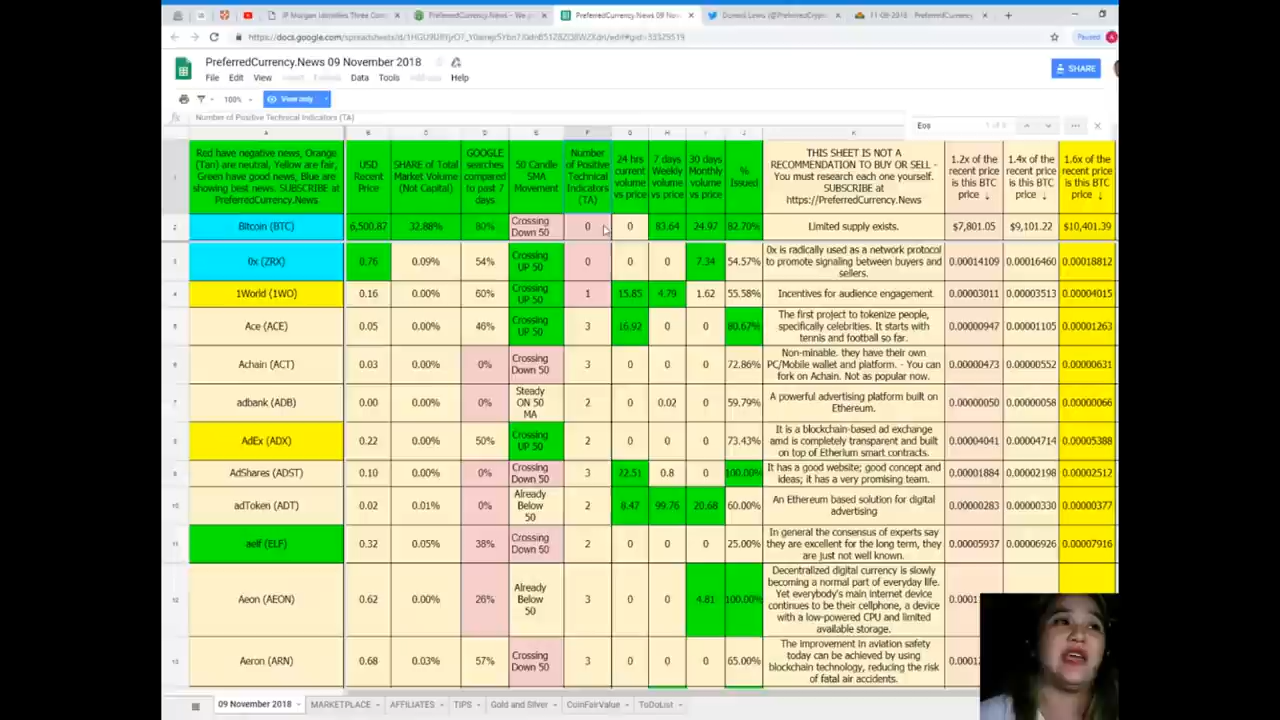 IP Morgan Identifies Three Com
PreferredCurrency.News – We p
PreferredCurrency.News 09 Nov
11-09-2018 PreferredCurrency
Paused
PreferredCurrency.News 09 November 2018
File Edit View Data Tools Help
SHARE
100%
View only
Number of Positive Technical Indicators (TA)
Eos
A B C D E F G H I J K
Red have negative news, Orange (Tan) are neutral, Yellow are fair, Green have good news, Blue are showing best news. SUBSCRIBE at PreferredCurrency.News
USD Recent Price
SHARE of Total Market Volume (Not Capital)
GOOGLE searches compared to past 7 days
50 Candle SMA Movement
Number of Positive Technical Indicators (TA)
24 hrs current volume vs price
7 days Weekly volume vs price
30 days Monthly volume vs price
% Issued
THIS SHEET IS NOT A RECOMMENDATION TO BUY OR SELL - You must research each one yourself. SUBSCRIBE at https://PreferredCurrency.News
1.2x of the recent price is this BTC price ↓
1.4x of the recent price is this BTC price ↓
1.6x of the recent price is this BTC price ↓
Bitcoin (BTC) 6,500.87 32.88% 80% Crossing Down 50 0 0 83.64 24.97 82.70% Limited supply exists. $7,801.05 $9,101.22 $10,401.39
0x (ZRX) 0.76 0.09% 54% Crossing UP 50 0 0 0 7.34 54.57% 0x is radically used as a network protocol to promote signaling between buyers and sellers. 0.00014109 0.00016460 0.00018812
1World (1WO) 0.16 0.00% 60% Crossing UP 50 1 15.85 4.79 1.62 55.58% Incentives for audience engagement 0.00003011 0.00003513 0.00004015
Ace (ACE) 0.05 0.00% 46% Crossing UP 50 3 16.92 0 0 80.67% The first project to tokenize people, specifically celebrities. It starts with tennis and football so far. 0.00000947 0.00001105 0.00001263
Achain (ACT) 0.03 0.00% 0% Crossing Down 50 3 0 0 0 72.86% Non-minable. they have their own PC/Mobile wallet and platform. - You can fork on Achain. Not as popular now. 0.00000473 0.00000552 0.00000631
adbank (ADB) 0.00 0.00% 0% Steady ON 50 MA 2 0 0.02 0 59.79% A powerful advertising platform built on Ethereum. 0.00000050 0.00000058 0.00000066
AdEx (ADX) 0.22 0.00% 50% Crossing UP 50 2 0 0 0 73.43% It is a blockchain-based ad exchange amd is completely transparent and built on top of Etherium smart contracts. 0.00004041 0.00004714 0.00005388
AdShares (ADST) 0.10 0.00% 0% Crossing Down 50 3 22.51 0.8 0 100.00% It has a good website; good concept and ideas; it has a very promising team. 0.00001884 0.00002198 0.00002512
adToken (ADT) 0.02 0.01% 0% Already Below 50 2 8.47 99.76 20.68 60.00% An Ethereum based solution for digital advertising 0.00000283 0.00000330 0.00000377
aelf (ELF) 0.32 0.05% 38% Crossing Down 50 2 0 0 0 25.00% In general the consensus of experts say they are excellent for the long term, they are just not well known. 0.00005937 0.00006926 0.00007916
Aeon (AEON) 0.62 0.00% 26% Already Below 50 3 0 0 4.81 100.00% Decentralized digital currency is slowly becoming a normal part of everyday life. Yet everybody's main internet device continues to be their cellphone, a device with a low-powered CPU and limited available storage.
Aeron (ARN) 0.68 0.03% 57% Crossing Down 50 3 0 0 0 65.00% The improvement in aviation safety today can be achieved by using blockchain technology, reducing the risk of fatal air accidents.
09 November 2018 MARKETPLACE AFFILIATES TIPS Gold and Silver CoinFairValue ToDoList